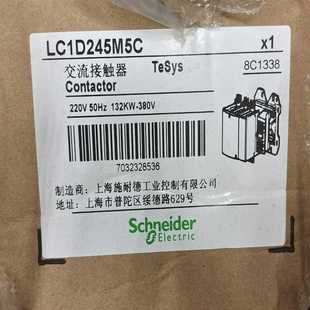 LC1D245M5C x1
交流接触器 TeSys 8C1338
Contactor
220V 50Hz 132KW-380V
7032328536
制造商：上海施耐德工业控制有限公司
地址：上海市普陀区绥德路629号
Schneider
Electric